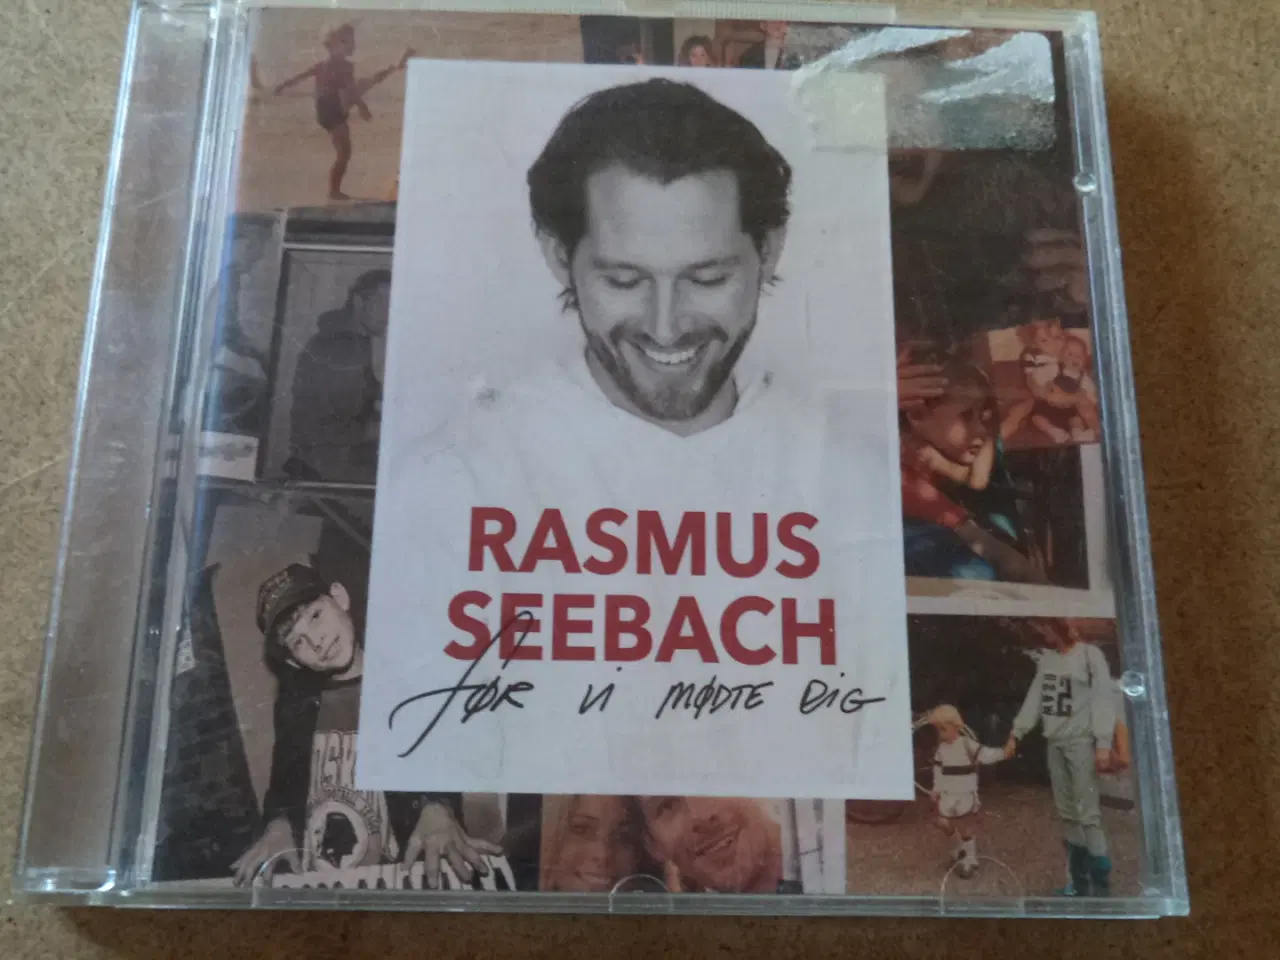 RASMUS
SEEBACH
før vi mødte dig